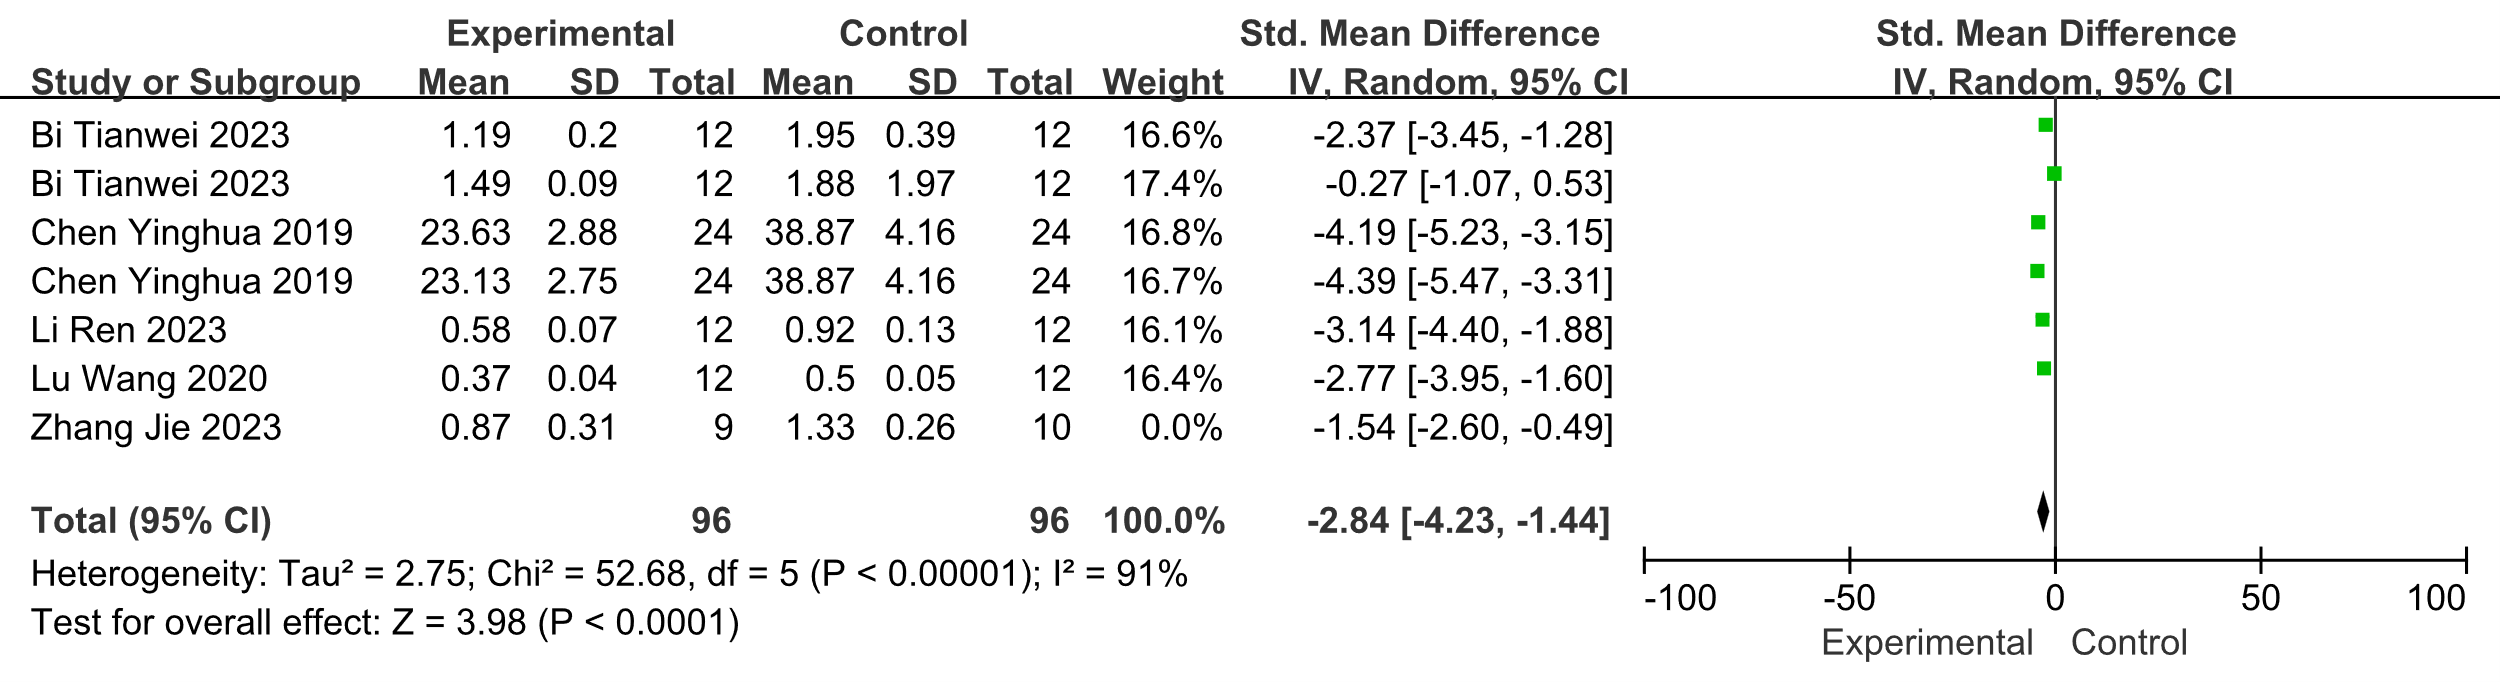 Experimental Control Std. Mean Difference Std. Mean Difference
Study or Subgroup Mean SD Total Mean SD Total Weight IV, Random, 95% CI IV, Random, 95% CI
Bi Tianwei 2023 1.19 0.2 12 1.95 0.39 12 16.6% -2.37 [-3.45, -1.28]
Bi Tianwei 2023 1.49 0.09 12 1.88 1.97 12 17.4% -0.27 [-1.07, 0.53]
Chen Yinghua 2019 23.63 2.88 24 38.87 4.16 24 16.8% -4.19 [-5.23, -3.15]
Chen Yinghua 2019 23.13 2.75 24 38.87 4.16 24 16.7% -4.39 [-5.47, -3.31]
Li Ren 2023 0.58 0.07 12 0.92 0.13 12 16.1% -3.14 [-4.40, -1.88]
Lu Wang 2020 0.37 0.04 12 0.5 0.05 12 16.4% -2.77 [-3.95, -1.60]
Zhang Jie 2023 0.87 0.31 9 1.33 0.26 10 0.0% -1.54 [-2.60, -0.49]
Total (95% CI) 96 96 100.0% -2.84 [-4.23, -1.44]
Heterogeneity: Tau² = 2.75; Chi² = 52.68, df = 5 (P < 0.00001); I² = 91%
Test for overall effect: Z = 3.98 (P < 0.0001)
-100 -50 0 50 100
Experimental Control